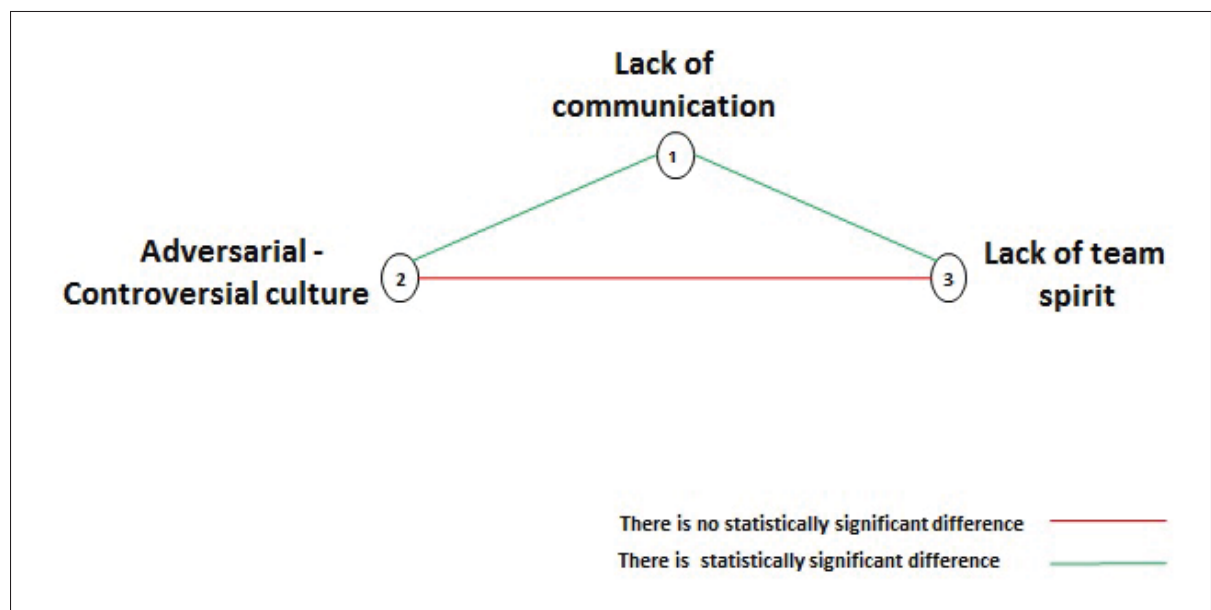 Lack of
communication
1
Adversarial -
Controversial culture
2
3
Lack of team
spirit
There is no statistically significant difference
There is statistically significant difference